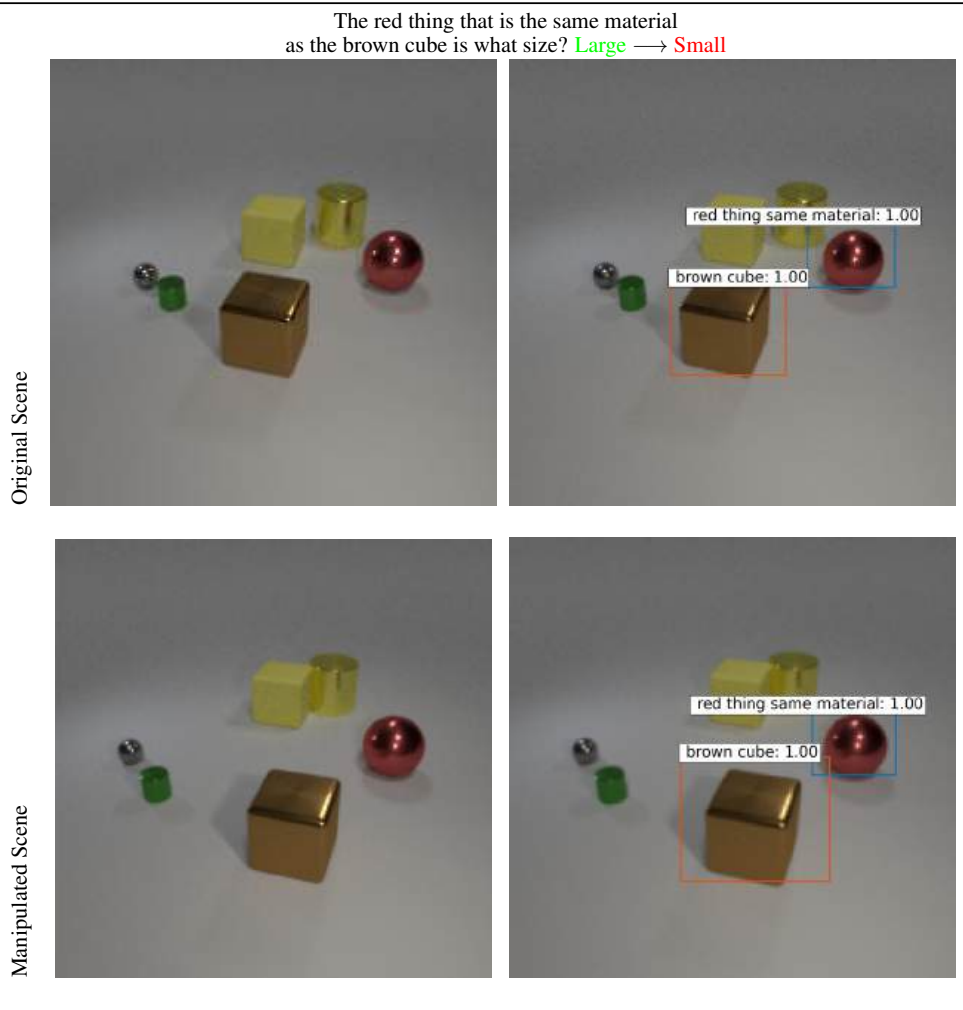 The red thing that is the same material
as the brown cube is what size? Large ⟶ Small
Original Scene
red thing same material: 1.00
brown cube: 1.00
Manipulated Scene
red thing same material: 1.00
brown cube: 1.00